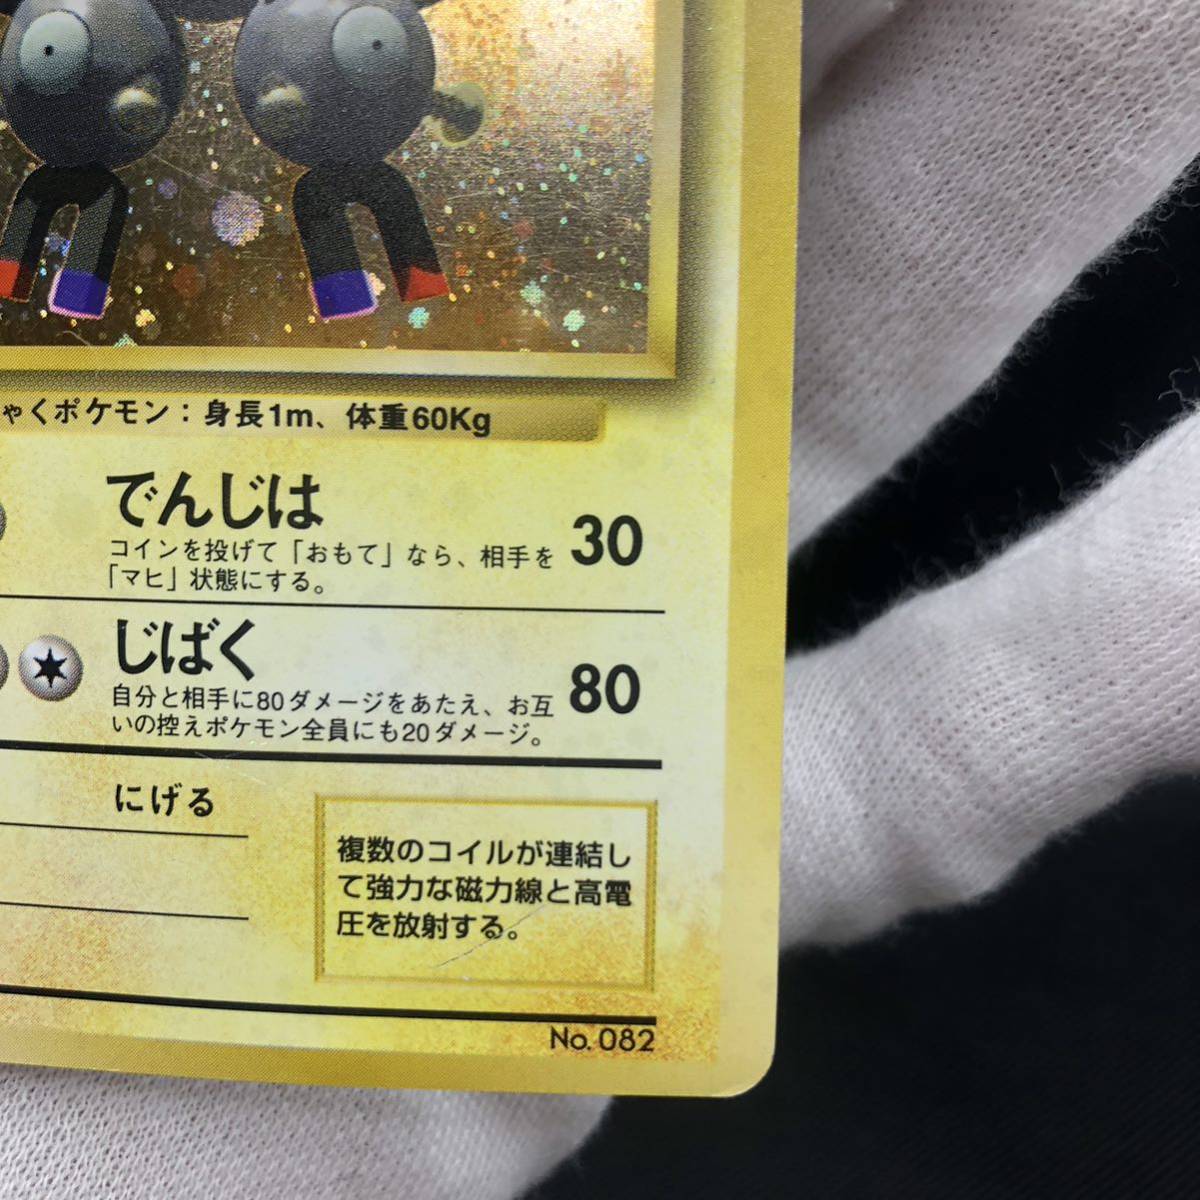 ゃくポケモン：身長1m、体重60Kg
でんじは
コインを投げて「おもて」なら、相手を
「マヒ」状態にする。
30
じばく
自分と相手に80ダメージをあたえ、お互
いの控えポケモン全員にも20ダメージ。
80
にげる
複数のコイルが連結し
て強力な磁力線と高電
圧を放射する。
No. 082